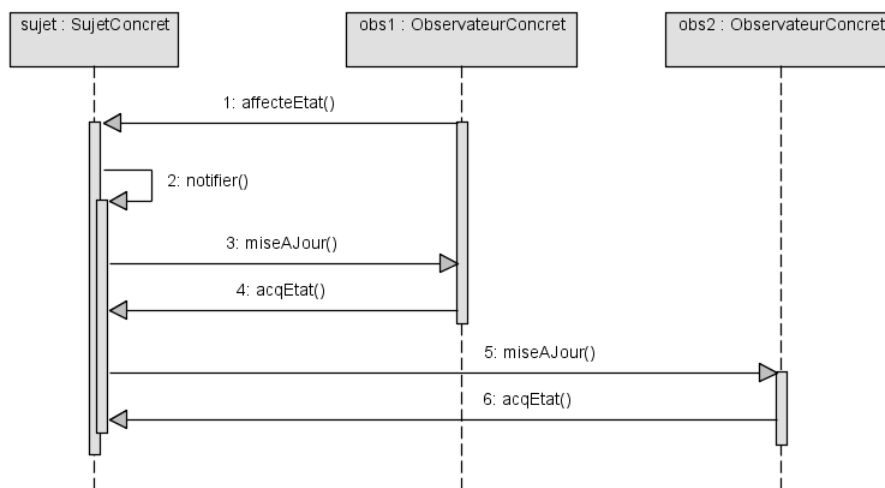 sujet : SujetConcret
obs1 : ObservateurConcret
obs2 : ObservateurConcret
1: affecteEtat()
2: notifier()
3: miseAJour()
4: acqEtat()
5: miseAJour()
6: acqEtat()